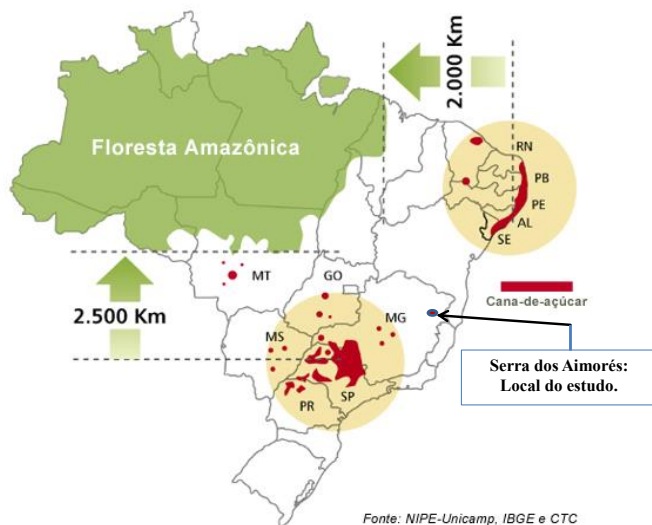 2.000 Km
Floresta Amazônica
RN
PB
PE
AL
SE
MT
GO
2.500 Km
Cana-de-açúcar
MG
MS
Serra dos Aimorés:
Local do estudo.
SP
PR
Fonte: NIPE-Unicamp, IBGE e CTC